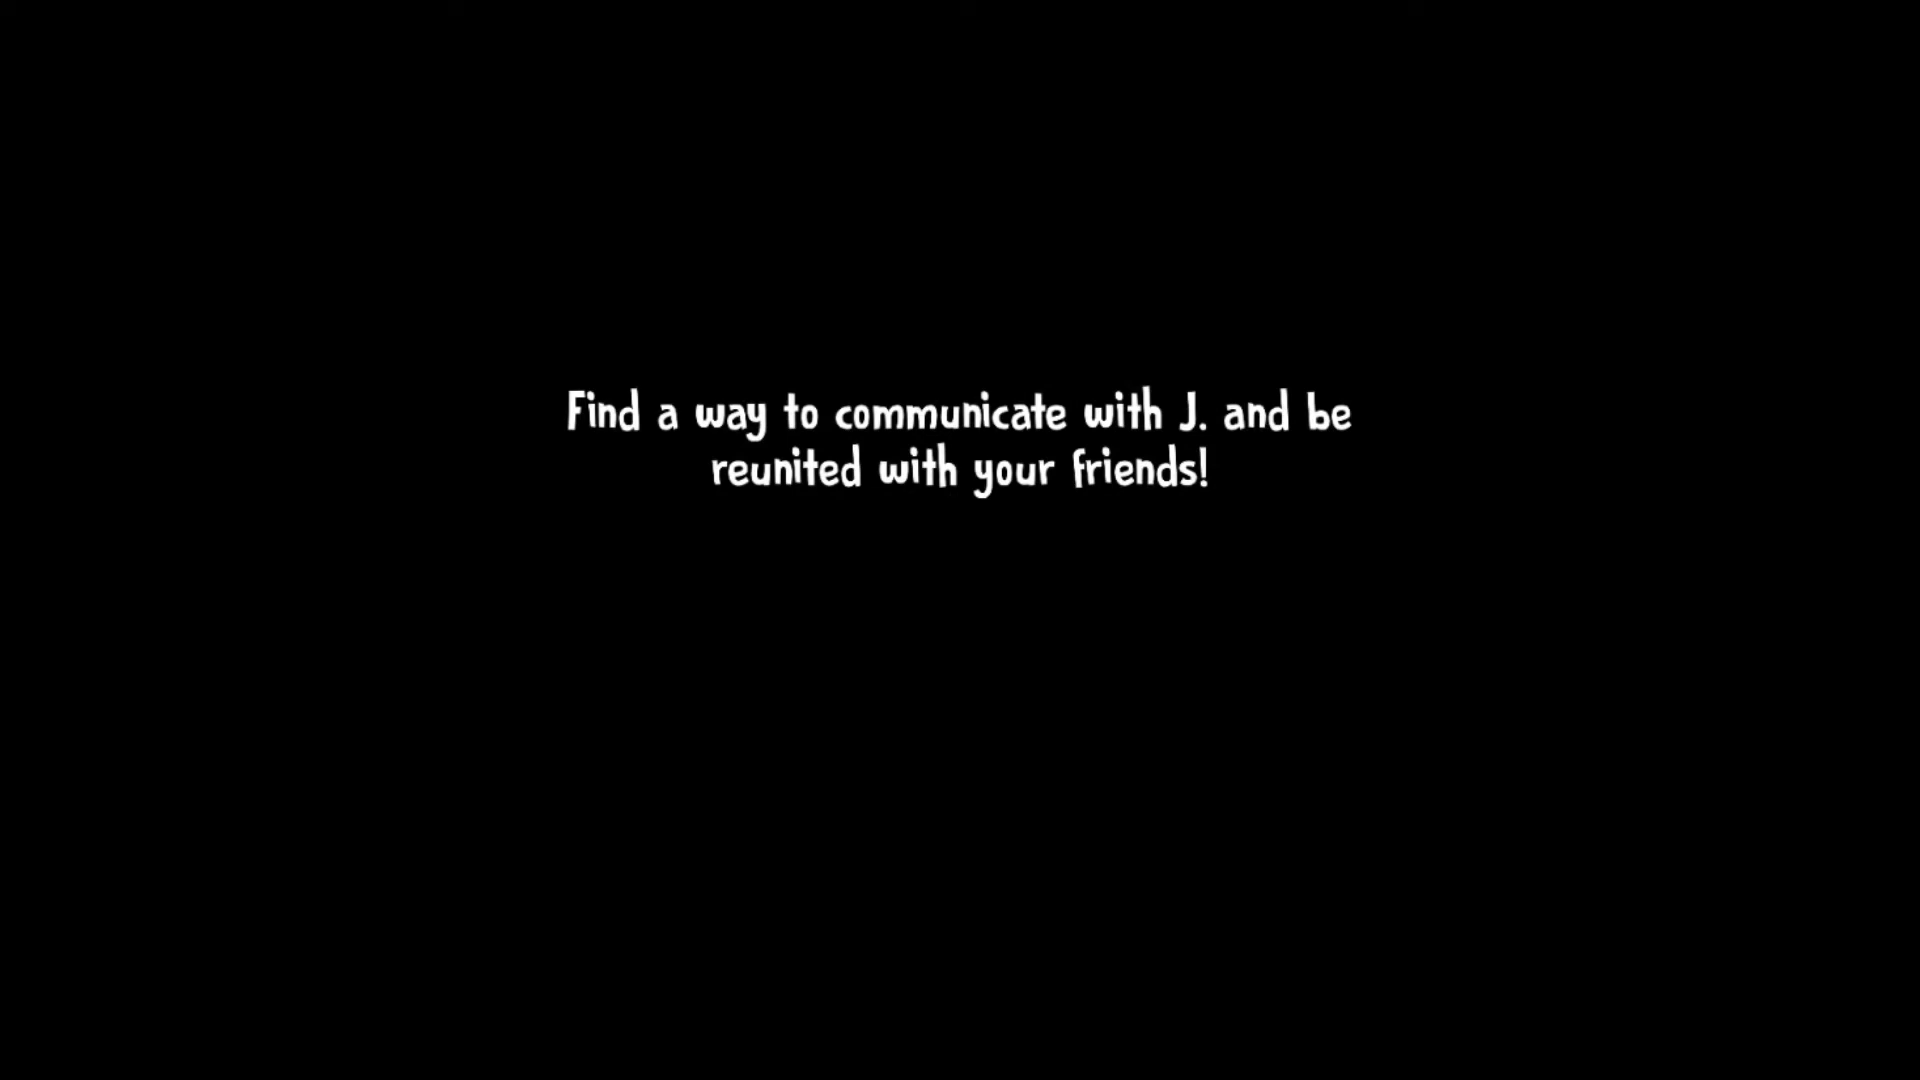 Find a way to communicate with J. and be
reunited with your friends!